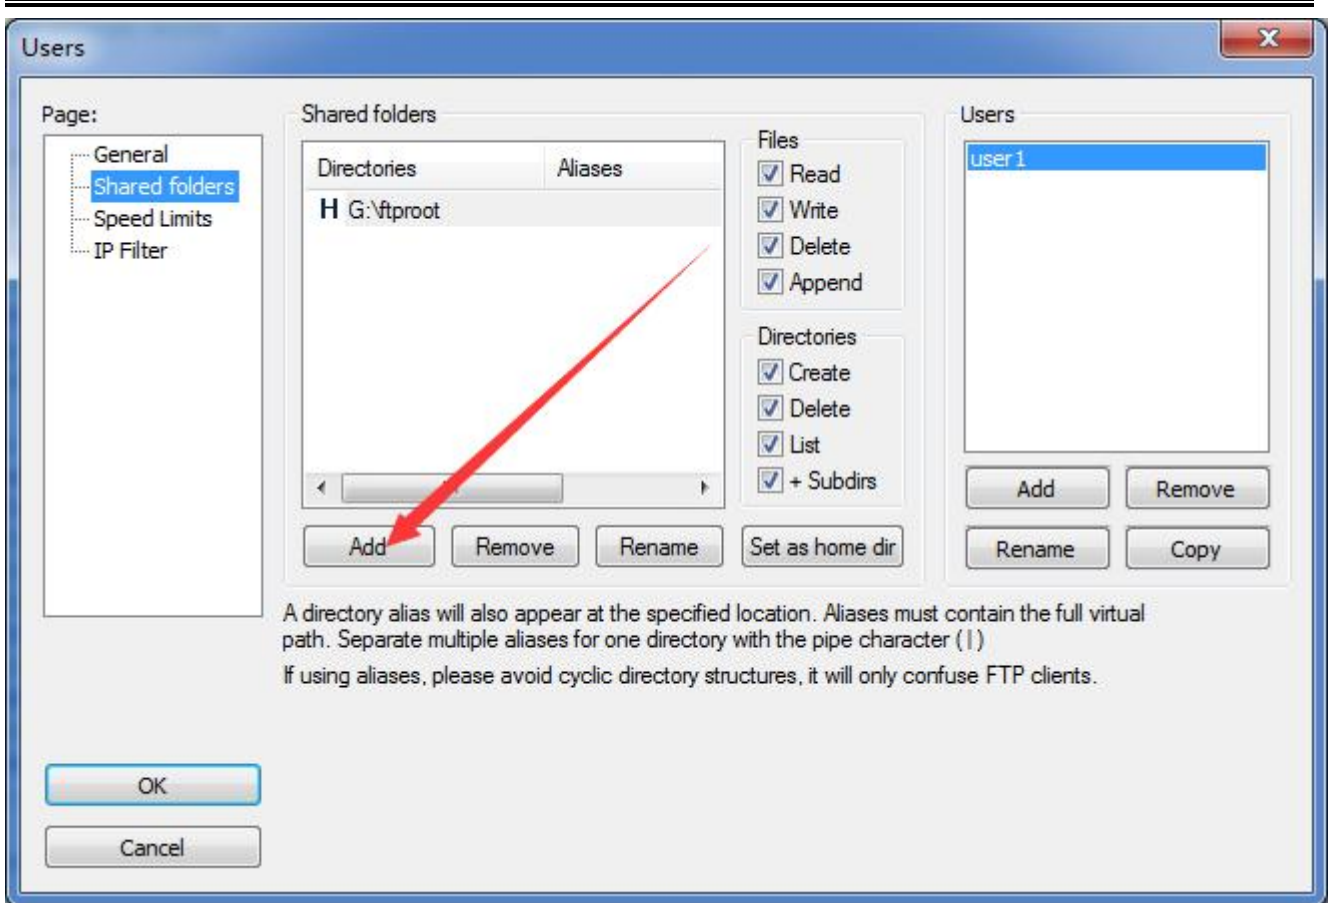 Users
Page:
General
Shared folders
Speed Limits
IP Filter
Shared folders
Directories Aliases
H G:\ftproot
Files
Read
Write
Delete
Append
Directories
Create
Delete
List
+ Subdirs
Add Remove Rename Set as home dir
Users
user1
Add Remove
Rename Copy
A directory alias will also appear at the specified location. Aliases must contain the full virtual
path. Separate multiple aliases for one directory with the pipe character (|)
If using aliases, please avoid cyclic directory structures, it will only confuse FTP clients.
OK
Cancel